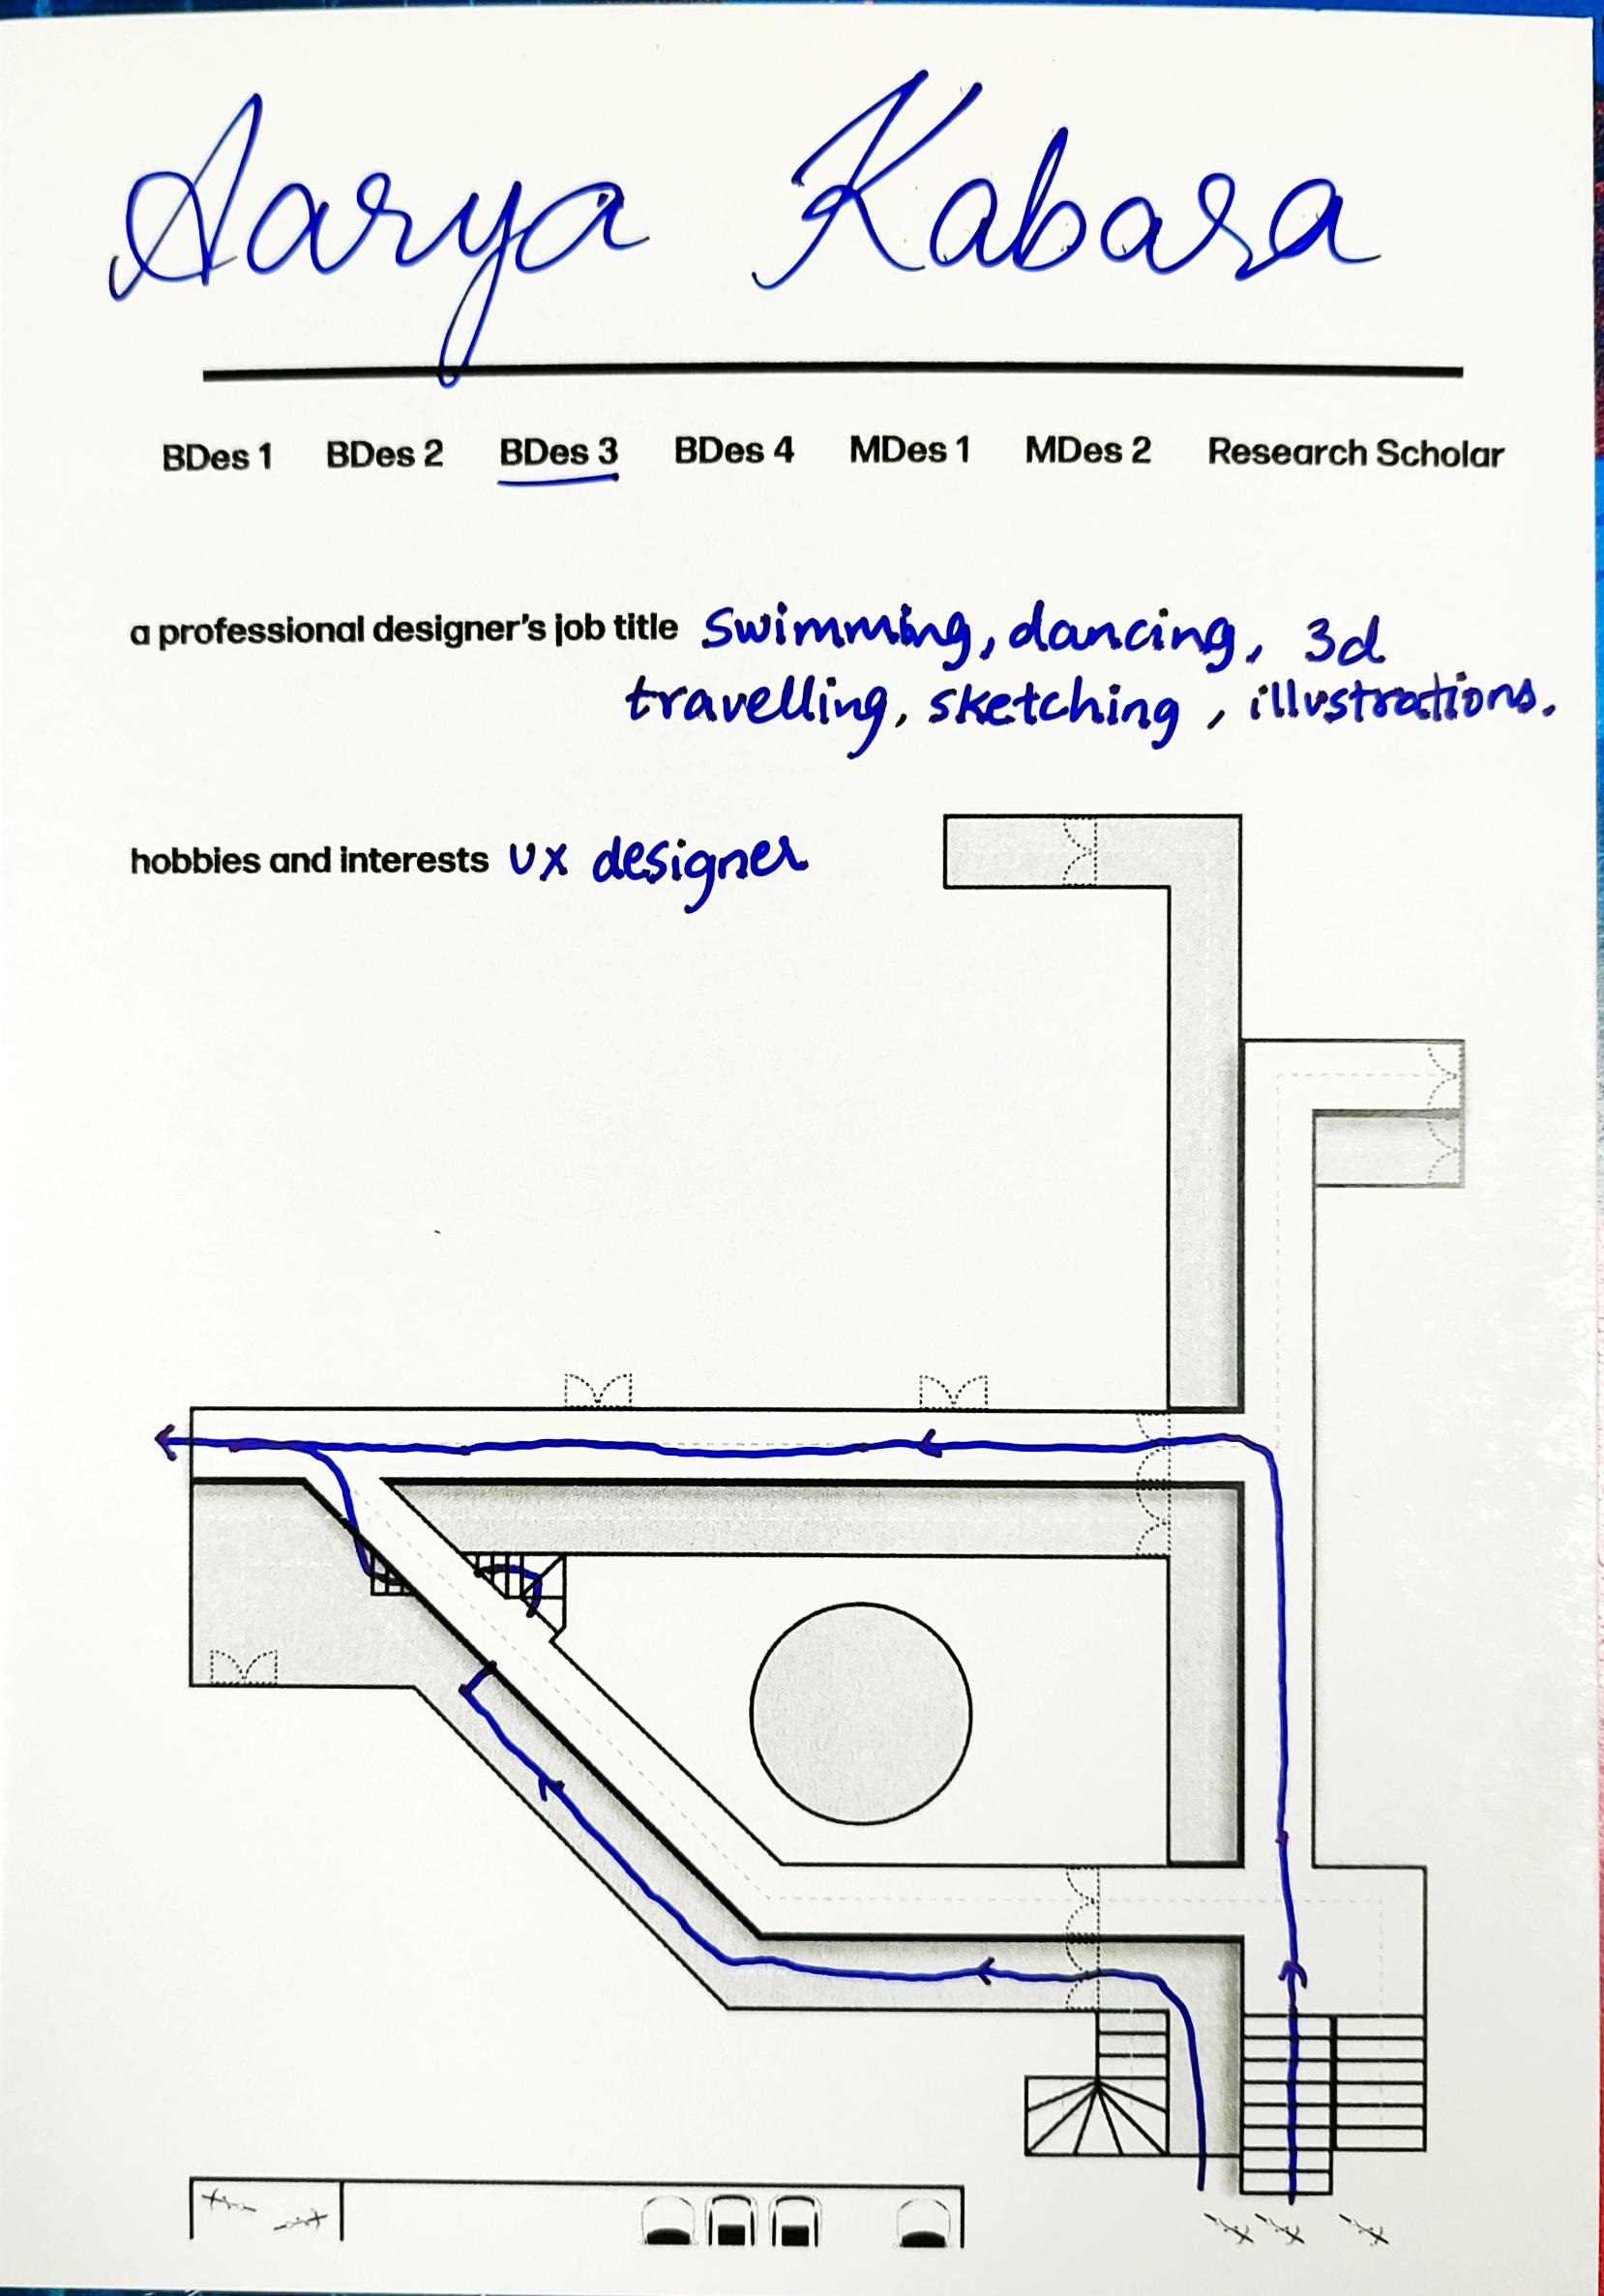 Aarya Kabara
BDes 1 BDes 2 BDes 3 BDes 4 MDes 1 MDes 2 Research Scholar
a professional designer's job title Swimming, dancing, 3d
travelling, sketching, illustrations.
hobbies and interests UX designer